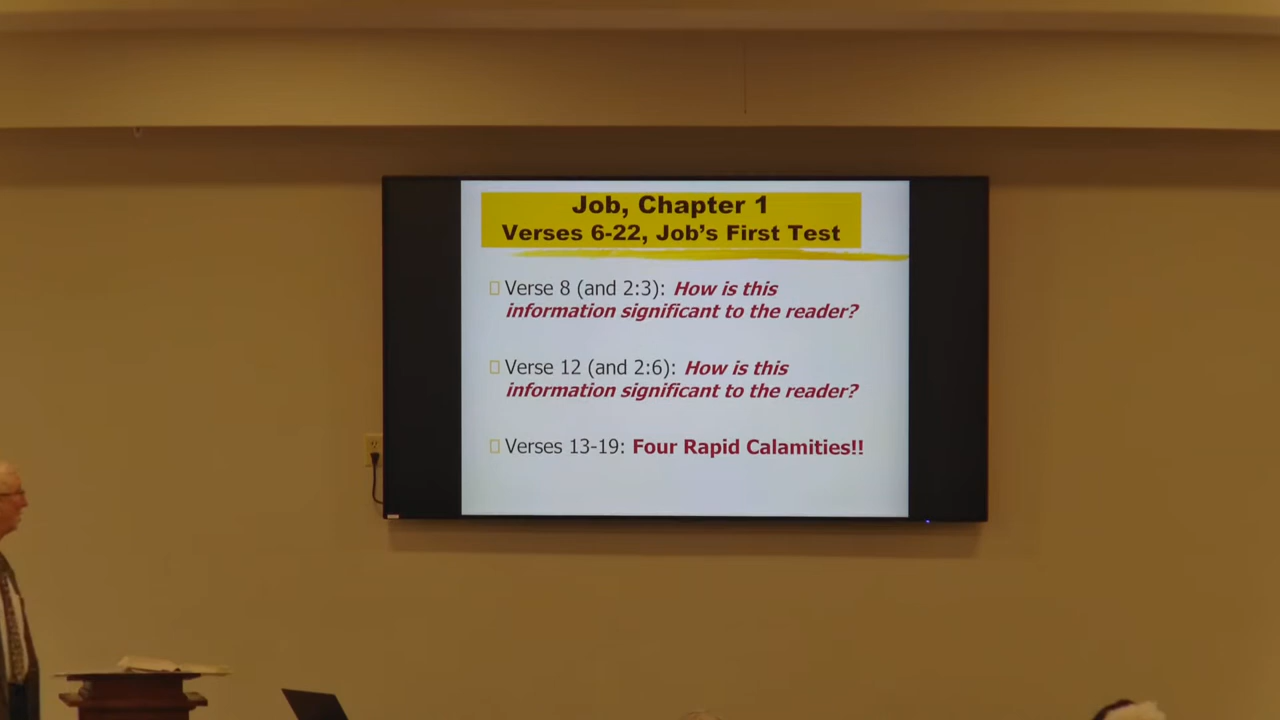 Job, Chapter 1
Verses 6-22, Job's First Test
Verse 8 (and 2:3): How is this
information significant to the reader?
Verse 12 (and 2:6): How is this
information significant to the reader?
Verses 13-19: Four Rapid Calamities!!